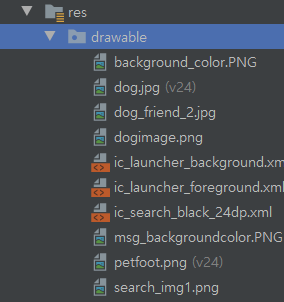 res
drawable
background_color.PNG
dog.jpg (v24)
dog_friend_2.jpg
dogimage.png
ic_launcher_background.xm
ic_launcher_foreground.xml
ic_search_black_24dp.xml
msg_backgroundcolor.PNG
petfoot.png (v24)
search_img1.png